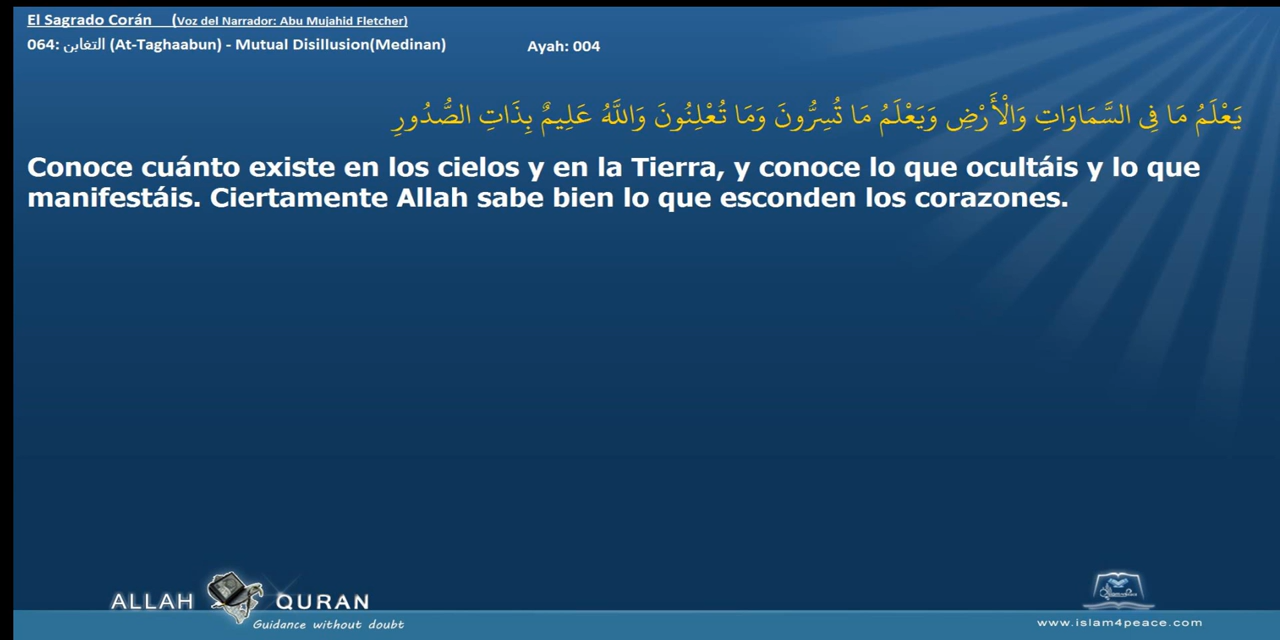 El Sagrado Corán (Voz del Narrador: Abu Mujahid Fletcher)
064: التغابن (At-Taghaabun) - Mutual Disillusion(Medinan) Ayah: 004
يَعْلَمُ مَا فِي السَّمَاوَاتِ وَالْأَرْضِ وَيَعْلَمُ مَا تُسِرُّونَ وَمَا تُعْلِنُونَ وَاللَّهُ عَلِيمٌ بِذَاتِ الصُّدُورِ
Conoce cuánto existe en los cielos y en la Tierra, y conoce lo que ocultáis y lo que
manifestáis. Ciertamente Allah sabe bien lo que esconden los corazones.
ALLAH QURAN
Guidance without doubt
www.islam4peace.com